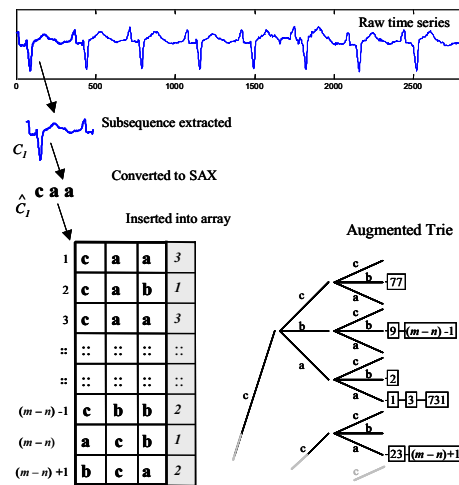 Raw time series
0 500 1000 1500 2000 2500
Subsequence extracted
C1
Converted to SAX
^
C1 c a a
Inserted into array
Augmented Trie
1 c a a 3
2 c a b 1
3 c a a 3
:: :: :: :: ::
:: :: :: :: ::
(m – n) -1 c b b 2
(m – n) a c b 1
(m – n) +1 b c a 2
c
c
b
a
c
b
a
77
c
b
a
9 (m – n) -1
c
b
a
2
1 3 731
c
b
a
23 (m – n)+1
c
c